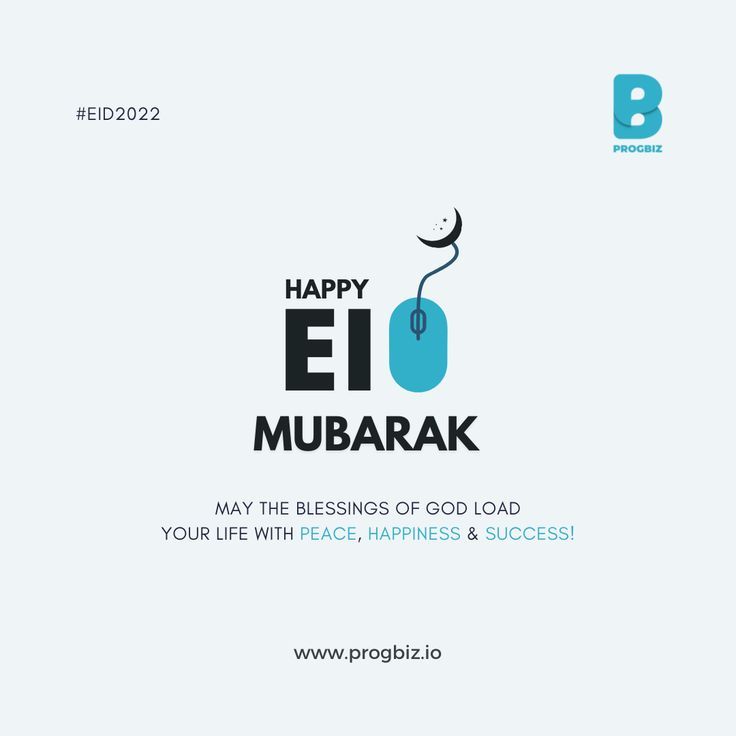 #EID2022
PROGBIZ
HAPPY
EID
MUBARAK
MAY THE BLESSINGS OF GOD LOAD
YOUR LIFE WITH PEACE, HAPPINESS & SUCCESS!
www.progbiz.io